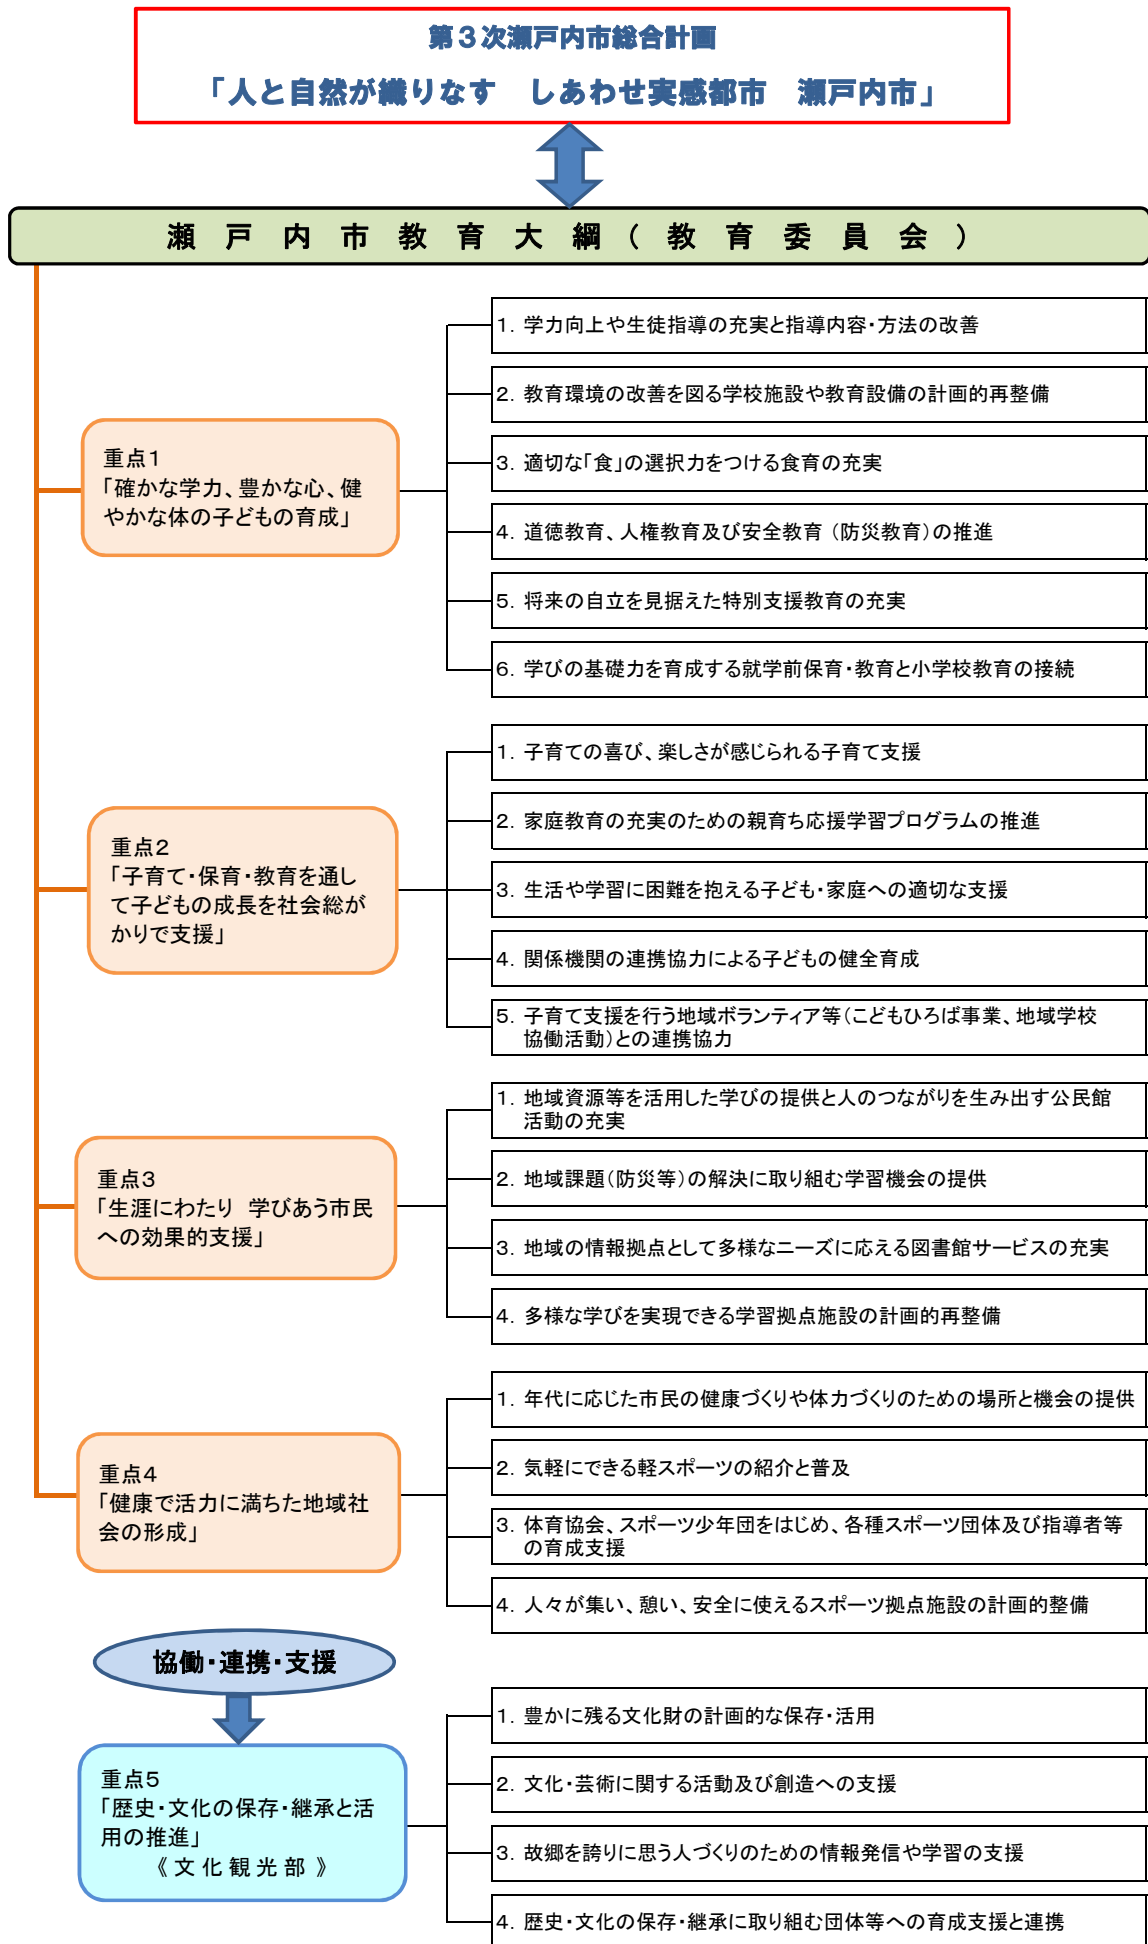 第3次瀬戸内市総合計画
「人と自然が織りなす　しあわせ実感都市　瀬戸内市」
瀬戸内市教育大綱(教育委員会)
重点1
「確かな学力、豊かな心、健
やかな体の子どもの育成」
1. 学力向上や生徒指導の充実と指導内容・方法の改善
2. 教育環境の改善を図る学校施設や教育設備の計画的再整備
3. 適切な「食」の選択力をつける食育の充実
4. 道徳教育、人権教育及び安全教育（防災教育）の推進
5. 将来の自立を見据えた特別支援教育の充実
6. 学びの基礎力を育成する就学前保育・教育と小学校教育の接続
重点2
「子育て・保育・教育を通し
て子どもの成長を社会総が
かりで支援」
1. 子育ての喜び、楽しさが感じられる子育て支援
2. 家庭教育の充実のための親育ち応援学習プログラムの推進
3. 生活や学習に困難を抱える子ども・家庭への適切な支援
4. 関係機関の連携協力による子どもの健全育成
5. 子育て支援を行う地域ボランティア等（こどもひろば事業、地域学校
協働活動）との連携協力
重点3
「生涯にわたり　学びあう市民
への効果的支援」
1. 地域資源等を活用した学びの提供と人のつながりを生み出す公民館
活動の充実
2. 地域課題（防災等）の解決に取り組む学習機会の提供
3. 地域の情報拠点として多様なニーズに応える図書館サービスの充実
4. 多様な学びを実現できる学習拠点施設の計画的再整備
重点4
「健康で活力に満ちた地域社
会の形成」
1. 年代に応じた市民の健康づくりや体力づくりのための場所と機会の提供
2. 気軽にできる軽スポーツの紹介と普及
3. 体育協会、スポーツ少年団をはじめ、各種スポーツ団体及び指導者等
の育成支援
4. 人々が集い、憩い、安全に使えるスポーツ拠点施設の計画的整備
協働・連携・支援
重点5
「歴史・文化の保存・継承と活
用の推進」
《文化観光部》
1. 豊かに残る文化財の計画的な保存・活用
2. 文化・芸術に関する活動及び創造への支援
3. 故郷を誇りに思う人づくりのための情報発信や学習の支援
4. 歴史・文化の保存・継承に取り組む団体等への育成支援と連携